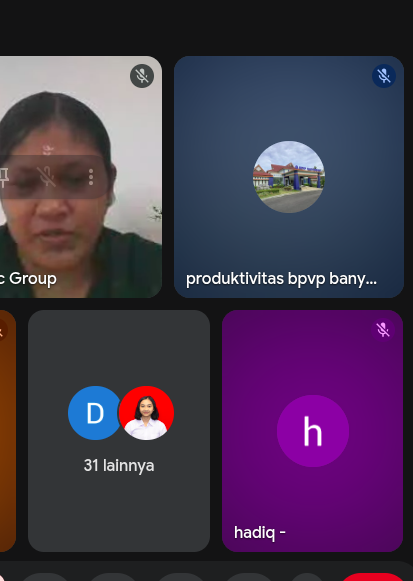 c Group
produktivitas bpvp bany...
D
31 lainnya
h
hadiq -